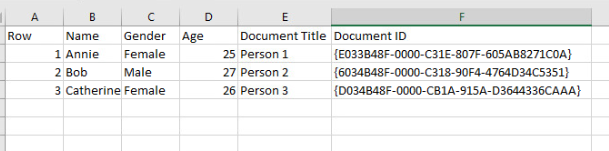 A B C D E F
Row Name Gender Age Document Title Document ID
1 Annie Female 25 Person 1 {E033B48F-0000-C31E-807F-605AB8271C0A}
2 Bob Male 27 Person 2 {6034B48F-0000-C318-90F4-4764D34C5351}
3 Catherine Female 26 Person 3 {D034B48F-0000-CB1A-915A-D3644336CAAA}